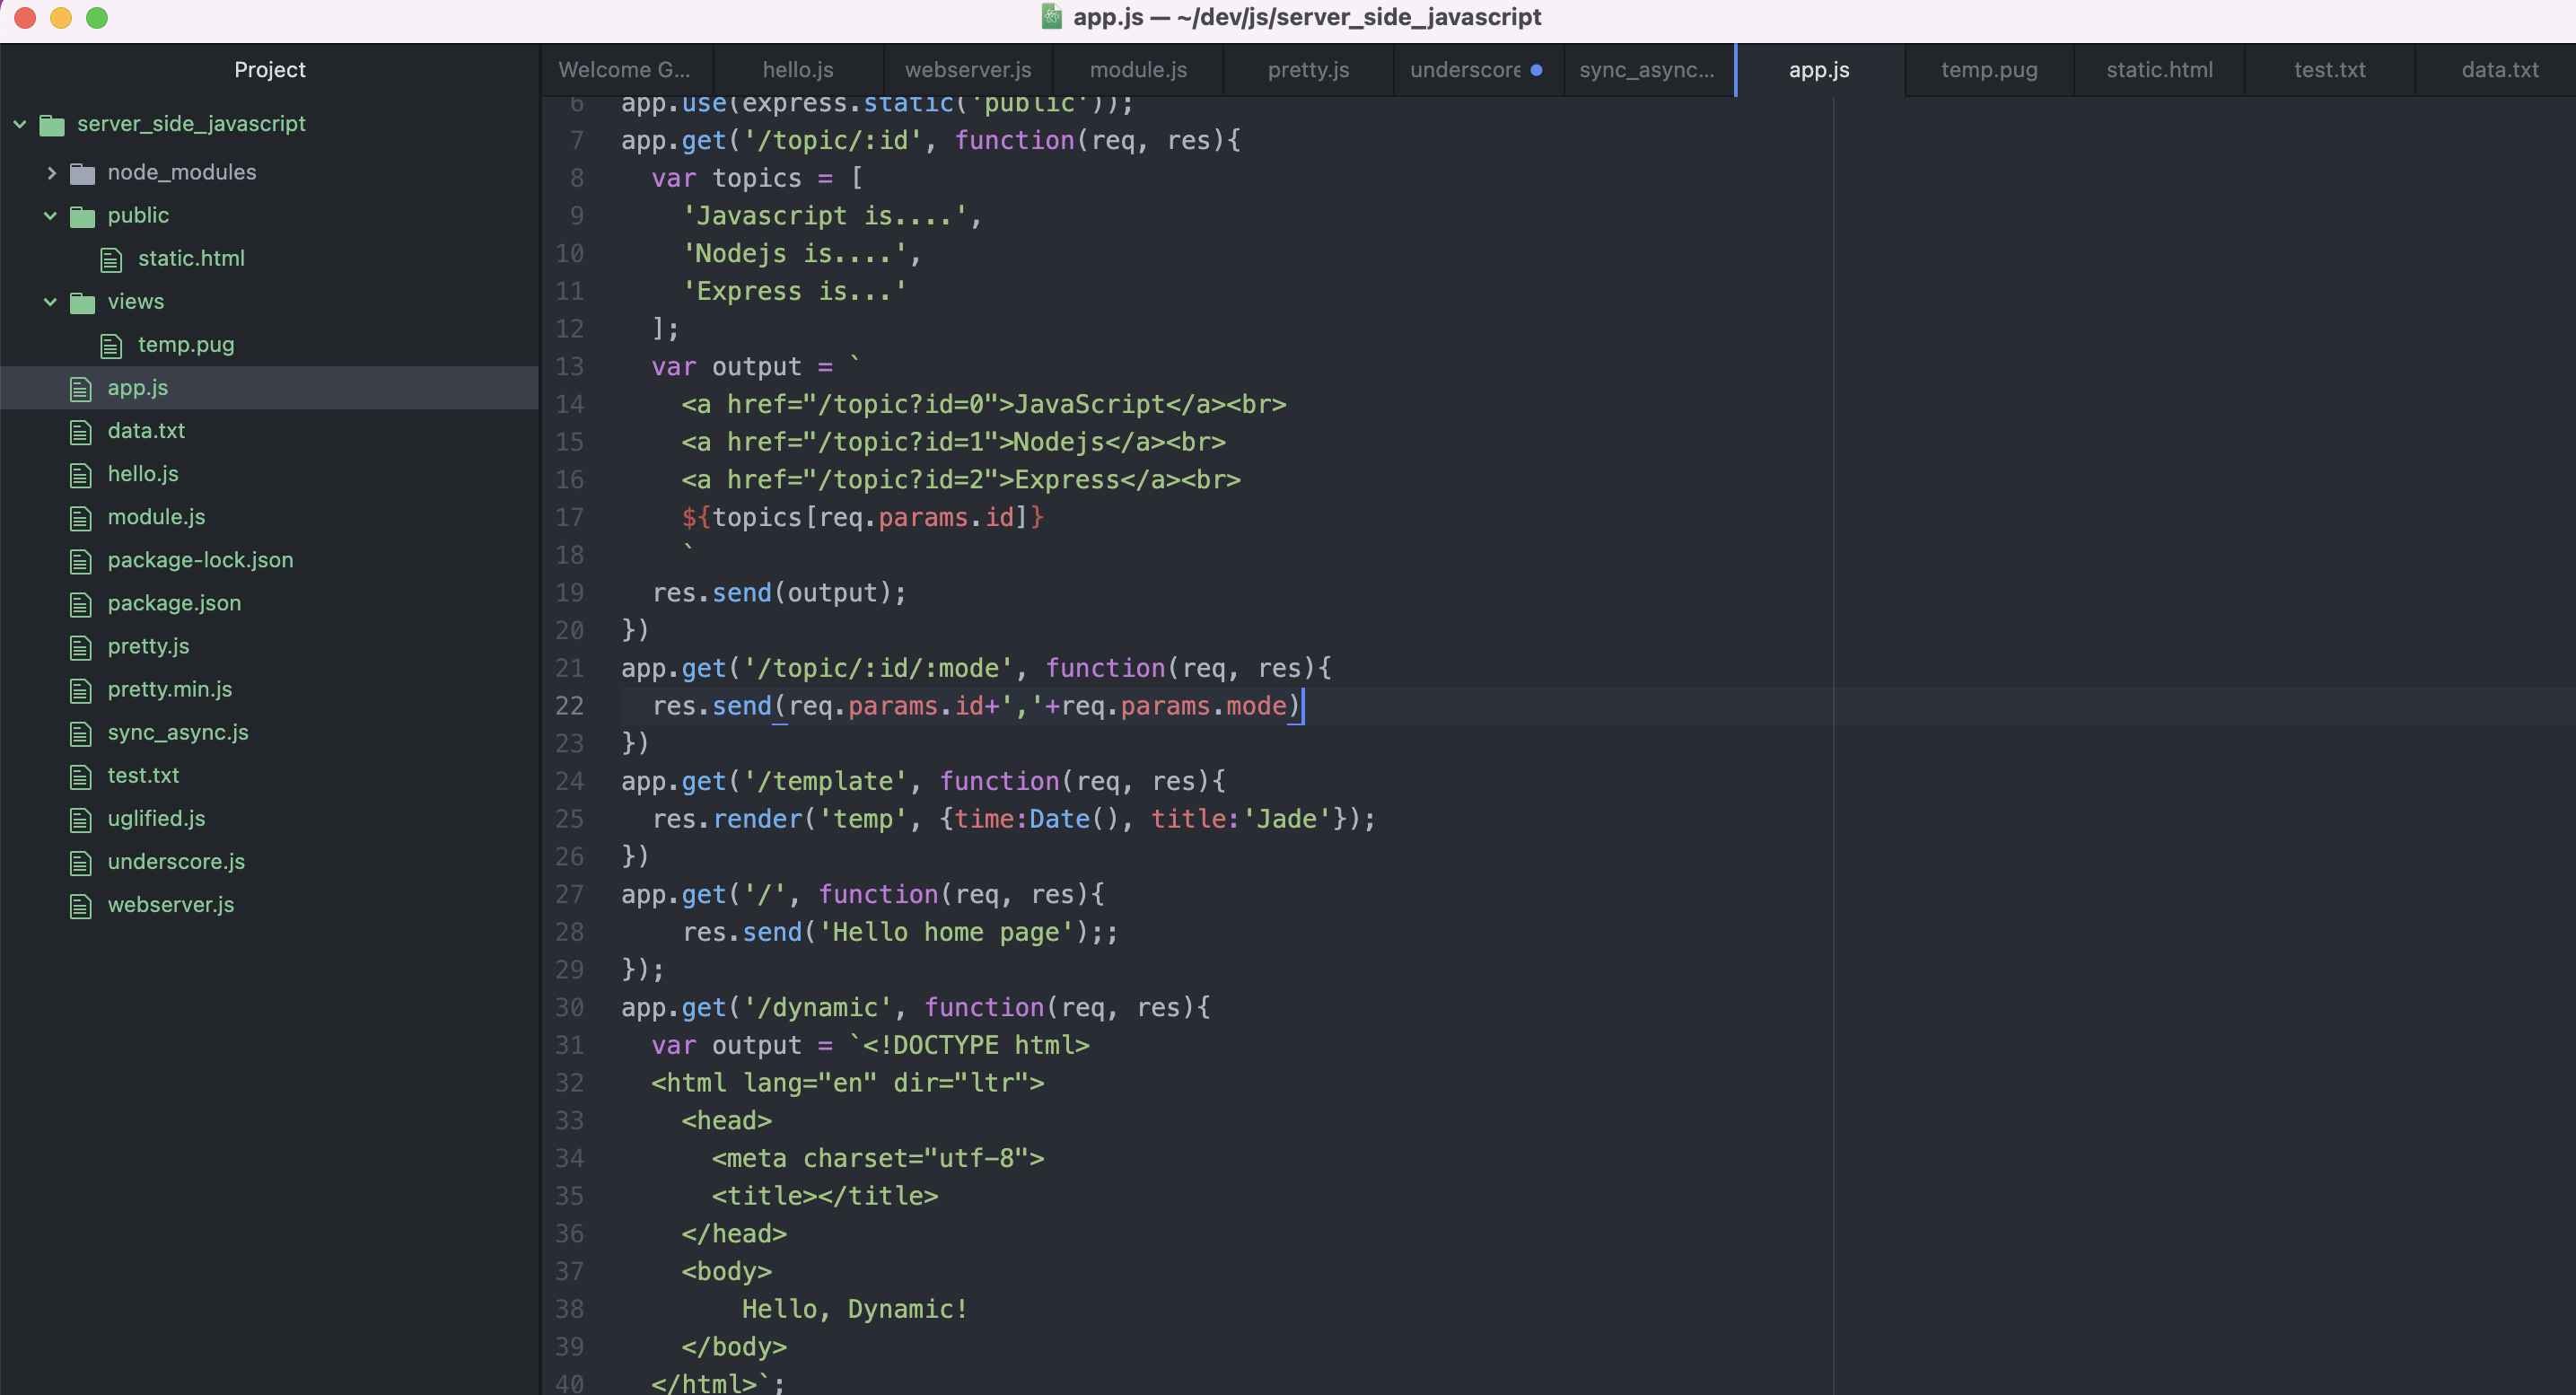 app.js — ~/dev/js/server_side_javascript
Project
server_side_javascript
node_modules
public
static.html
views
temp.pug
app.js
data.txt
hello.js
module.js
package-lock.json
package.json
pretty.js
pretty.min.js
sync_async.js
test.txt
uglified.js
underscore.js
webserver.js
Welcome G... hello.js webserver.js module.js pretty.js underscore sync_async... app.js temp.pug static.html test.txt data.txt
6 app.use(express.static('public'));
7 app.get('/topic/:id', function(req, res){
8   var topics = [
9     'Javascript is....',
10     'Nodejs is....',
11     'Express is...'
12   ];
13   var output = `
14     <a href="/topic?id=0">JavaScript</a><br>
15     <a href="/topic?id=1">Nodejs</a><br>
16     <a href="/topic?id=2">Express</a><br>
17     ${topics[req.params.id]}
18     `
19   res.send(output);
20 })
21 app.get('/topic/:id/:mode', function(req, res){
22   res.send(req.params.id+','+req.params.mode)
23 })
24 app.get('/template', function(req, res){
25   res.render('temp', {time:Date(), title:'Jade'});
26 })
27 app.get('/', function(req, res){
28     res.send('Hello home page');;
29 });
30 app.get('/dynamic', function(req, res){
31   var output = `<!DOCTYPE html>
32   <html lang="en" dir="ltr">
33     <head>
34       <meta charset="utf-8">
35       <title></title>
36     </head>
37     <body>
38         Hello, Dynamic!
39     </body>
40   </html>`;